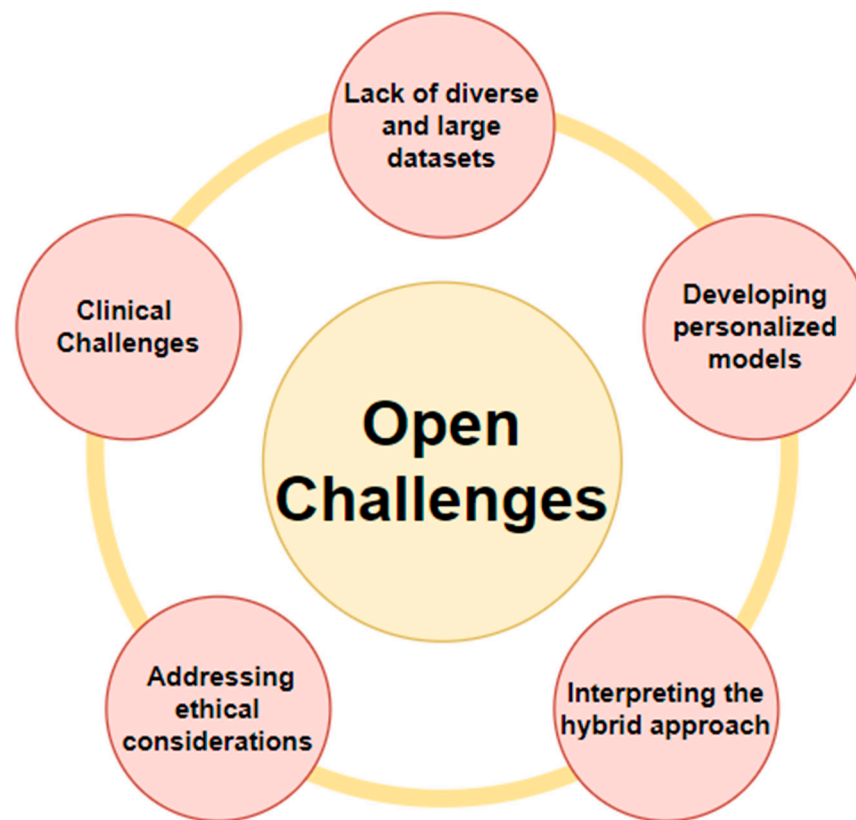 Lack of diverse
and large
datasets
Developing
personalized
models
Interpreting the
hybrid approach
Addressing
ethical
considerations
Clinical
Challenges
Open
Challenges